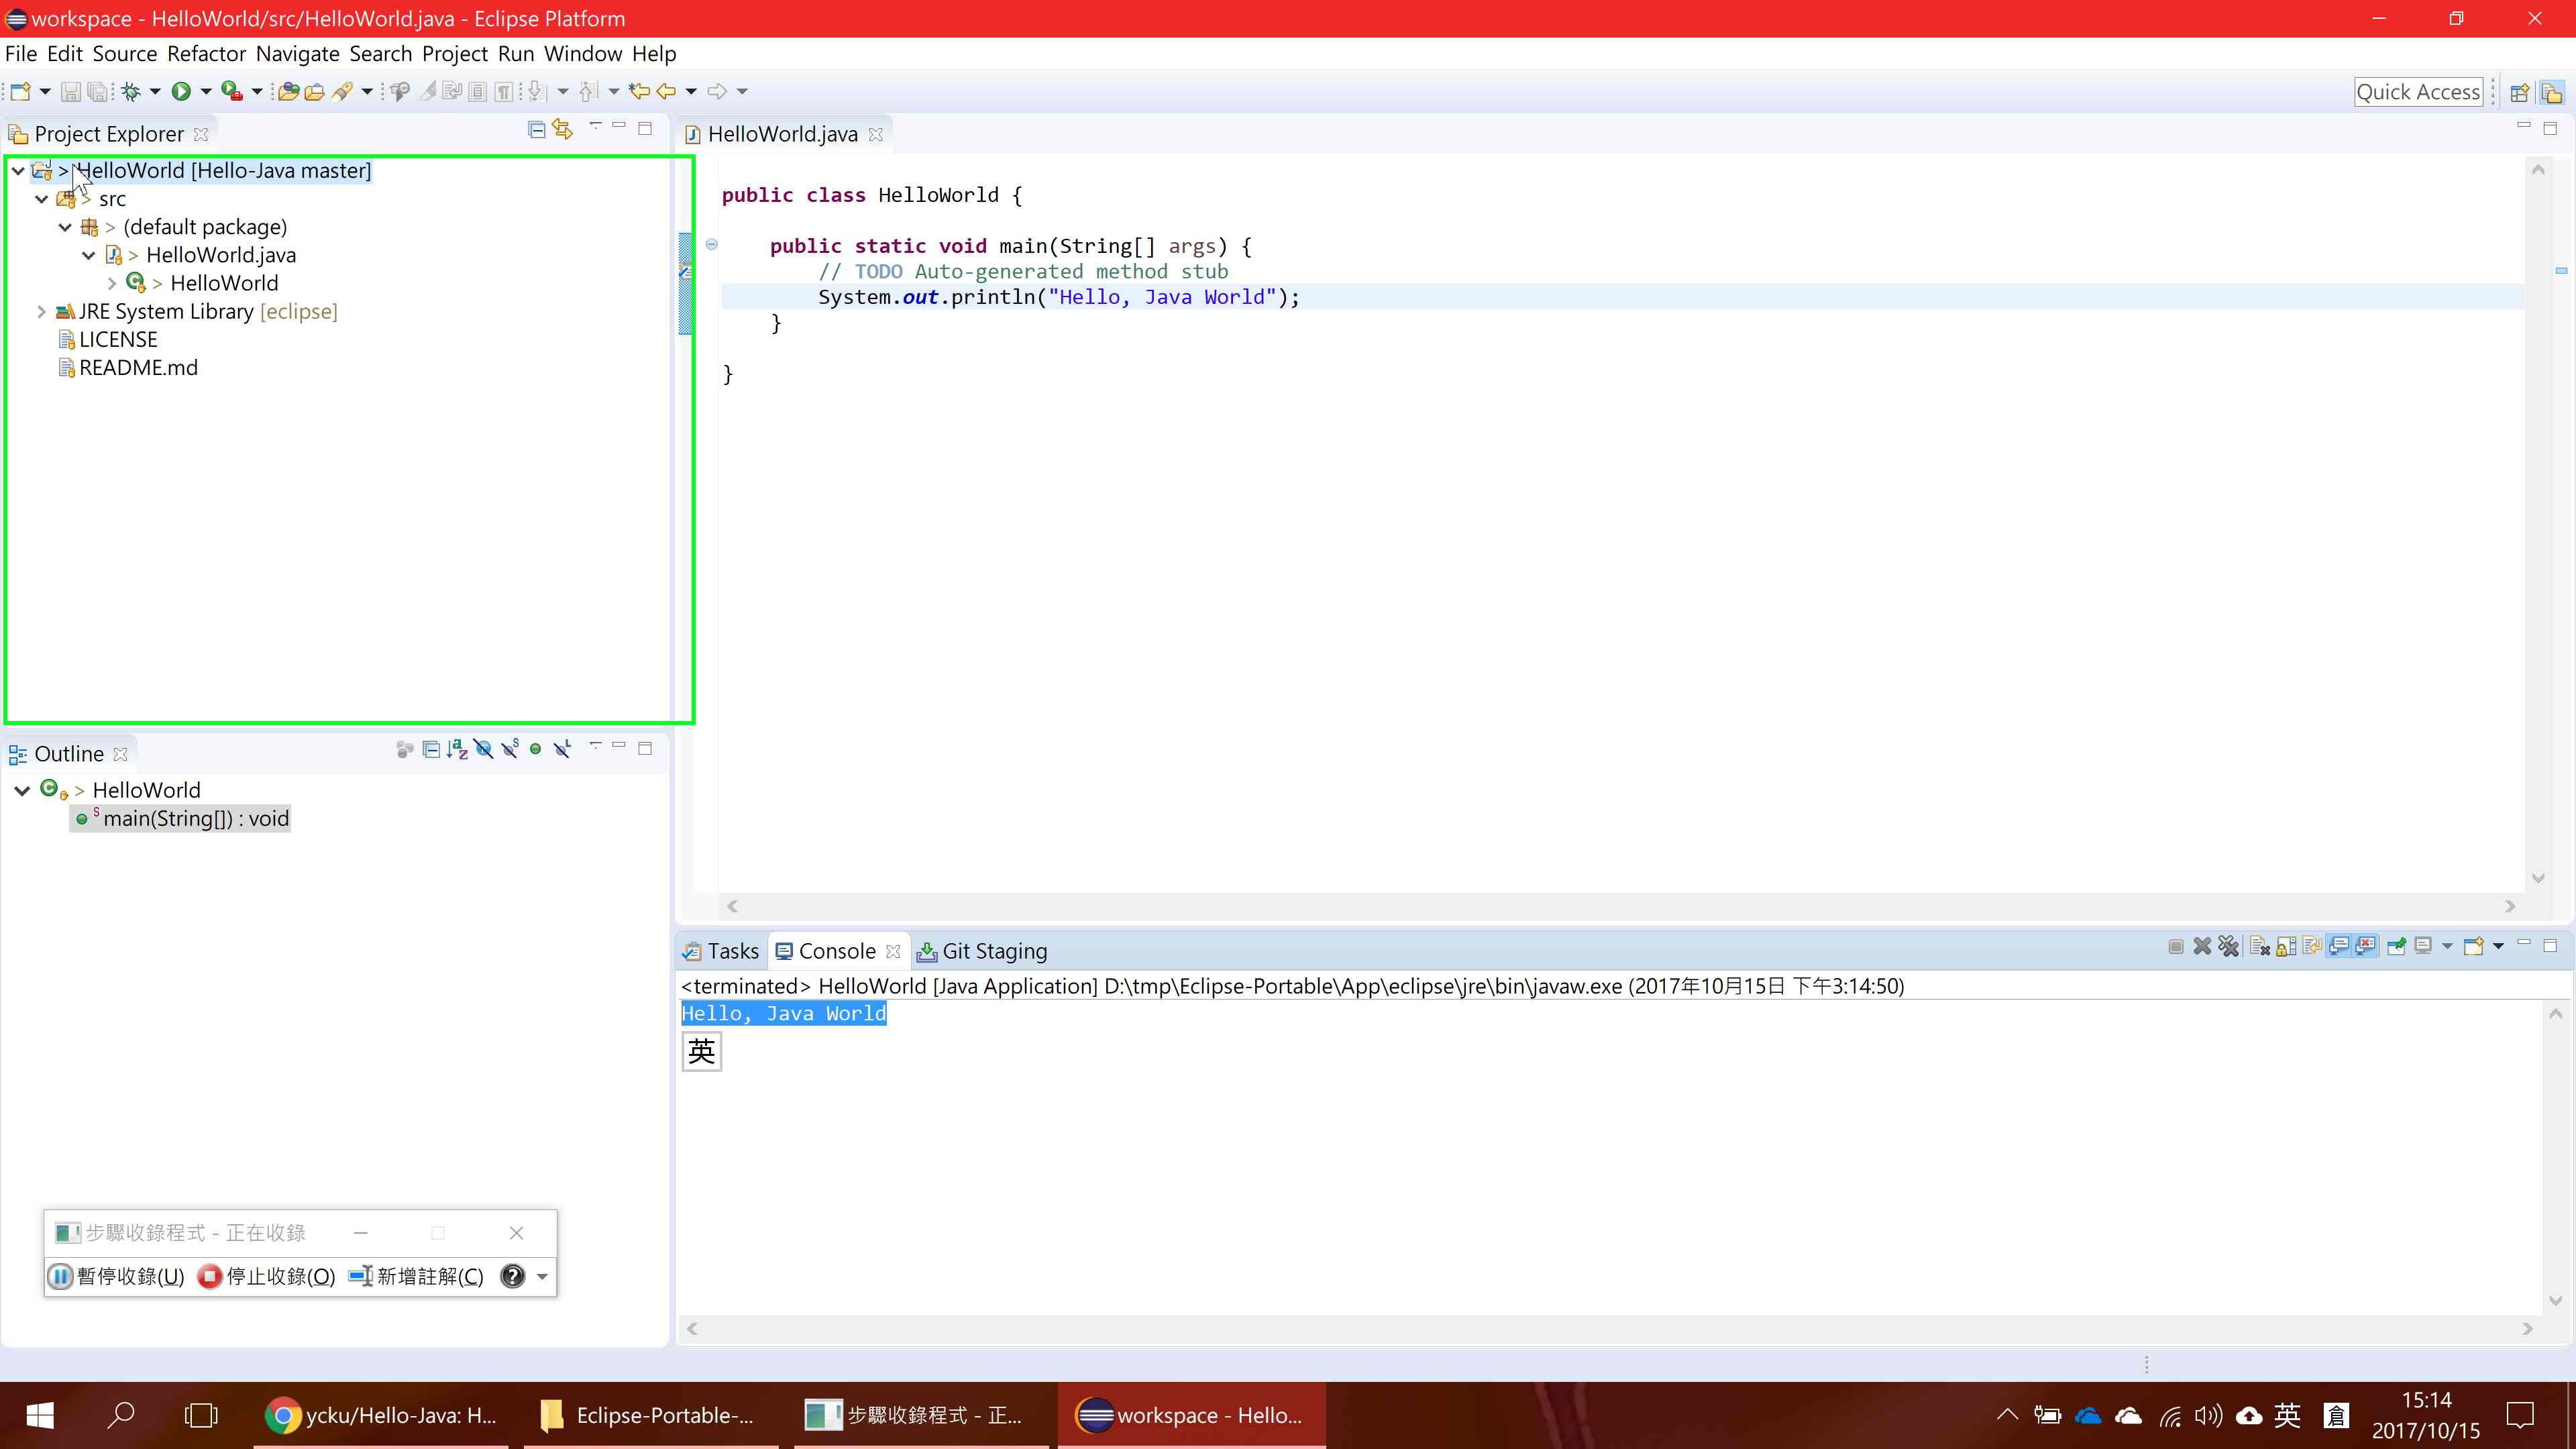 workspace - HelloWorld/src/HelloWorld.java - Eclipse Platform
File Edit Source Refactor Navigate Search Project Run Window Help
Quick Access
Project Explorer
> HelloWorld [Hello-Java master]
> src
> (default package)
> HelloWorld.java
> HelloWorld
JRE System Library [eclipse]
LICENSE
README.md
HelloWorld.java
public class HelloWorld {
public static void main(String[] args) {
// TODO Auto-generated method stub
System.out.println("Hello, Java World");
}
}
Outline
> HelloWorld
main(String[]) : void
Tasks Console Git Staging
<terminated> HelloWorld [Java Application] D:\tmp\Eclipse-Portable\App\eclipse\jre\bin\javaw.exe (2017年10月15日 下午3:14:50)
Hello, Java World
英
步驟收錄程式 - 正在收錄
暫停收錄(U) 停止收錄(O) 新增註解(C)
ycku/Hello-Java: H... Eclipse-Portable-... 步驟收錄程式 - 正... workspace - Hello...
英 倉 15:14
2017/10/15